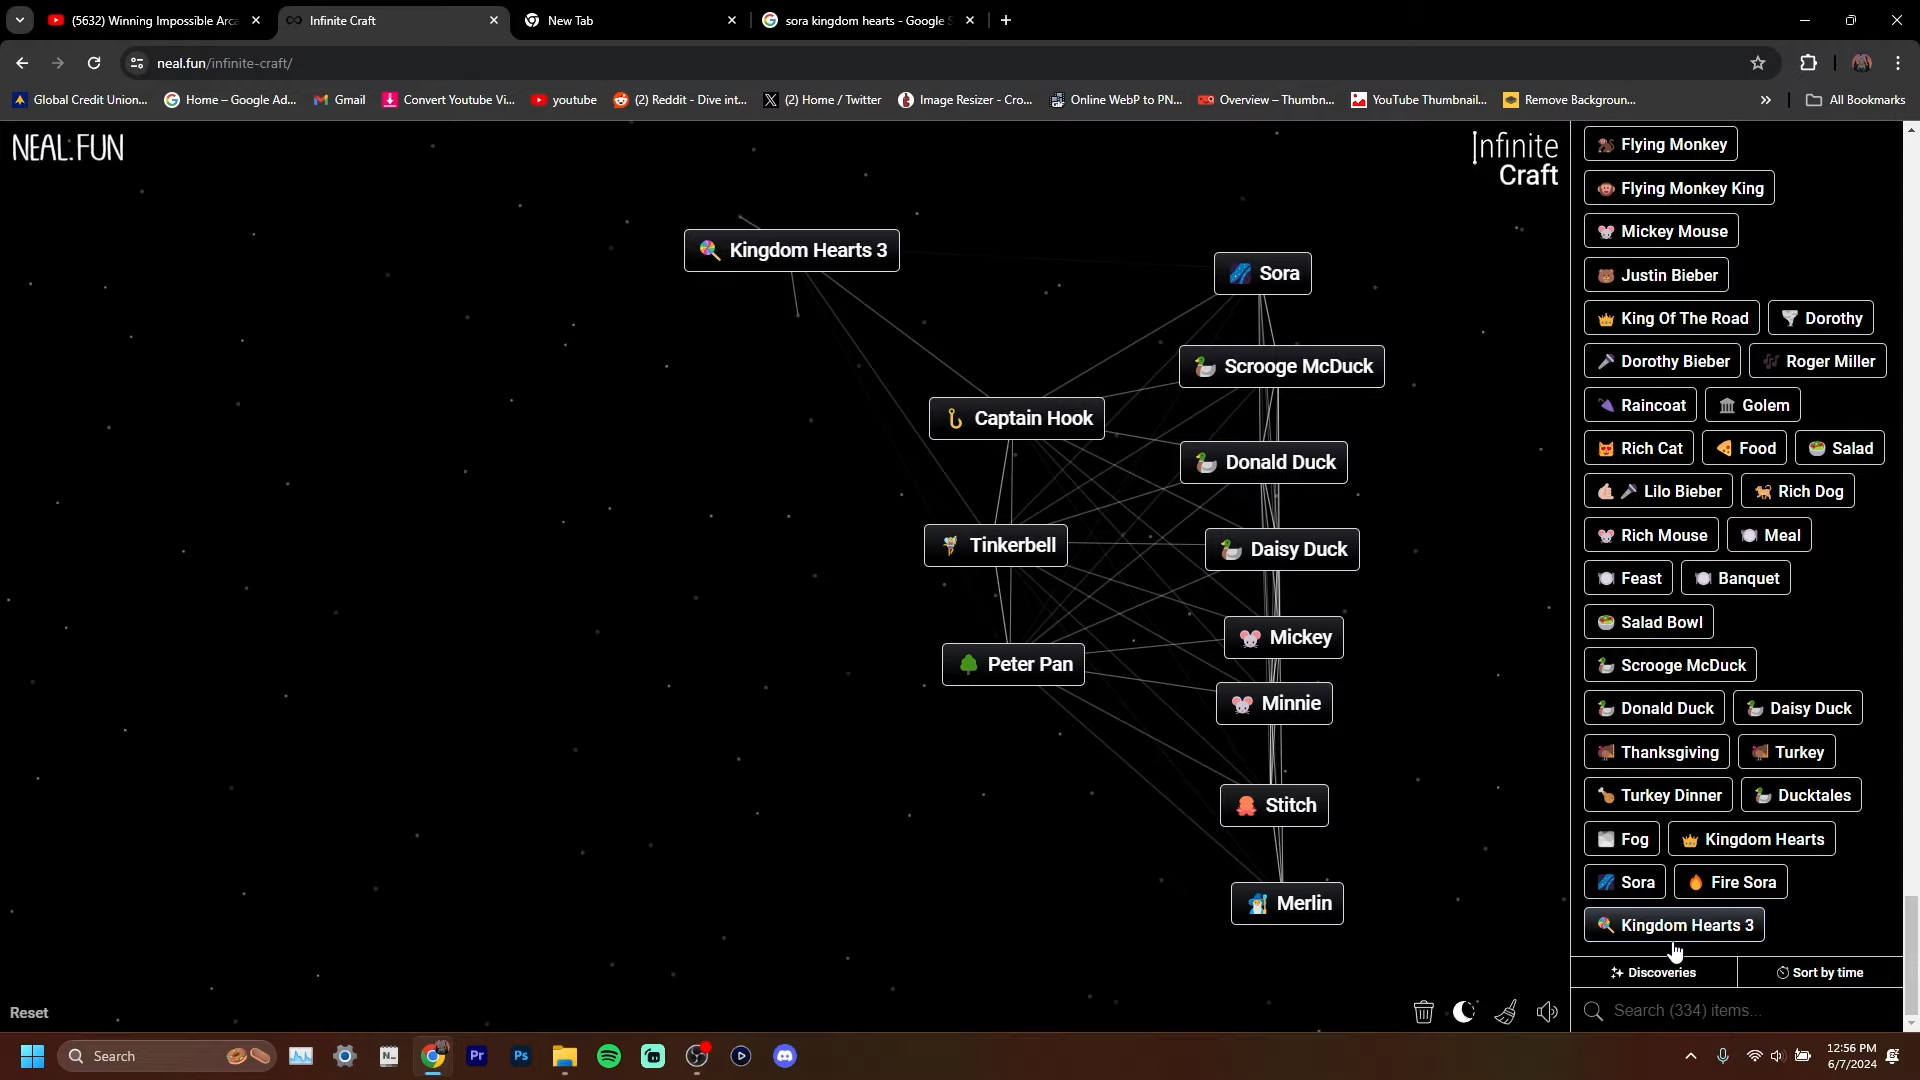 (5632) Winning Impossible Arca
Infinite Craft
New Tab
sora kingdom hearts - Google S
neal.fun/infinite-craft/
Global Credit Union...
Home – Google Ad...
Gmail
Convert Youtube Vi...
youtube
(2) Reddit - Dive int...
(2) Home / Twitter
Image Resizer - Cro...
Online WebP to PN...
Overview – Thumbn...
YouTube Thumbnail...
Remove Backgroun...
All Bookmarks
NEAL.FUN
Infinite
Craft
Kingdom Hearts 3
Sora
Scrooge McDuck
Captain Hook
Donald Duck
Tinkerbell
Daisy Duck
Mickey
Peter Pan
Minnie
Stitch
Merlin
Reset
Flying Monkey
Flying Monkey King
Mickey Mouse
Justin Bieber
King Of The Road
Dorothy
Dorothy Bieber
Roger Miller
Raincoat
Golem
Rich Cat
Food
Salad
Lilo Bieber
Rich Dog
Rich Mouse
Meal
Feast
Banquet
Salad Bowl
Scrooge McDuck
Donald Duck
Daisy Duck
Thanksgiving
Turkey
Turkey Dinner
Ducktales
Fog
Kingdom Hearts
Sora
Fire Sora
Kingdom Hearts 3
Discoveries
Sort by time
Search (334) items...
Search
N..
Pr
Ps
12:56 PM
6/7/2024